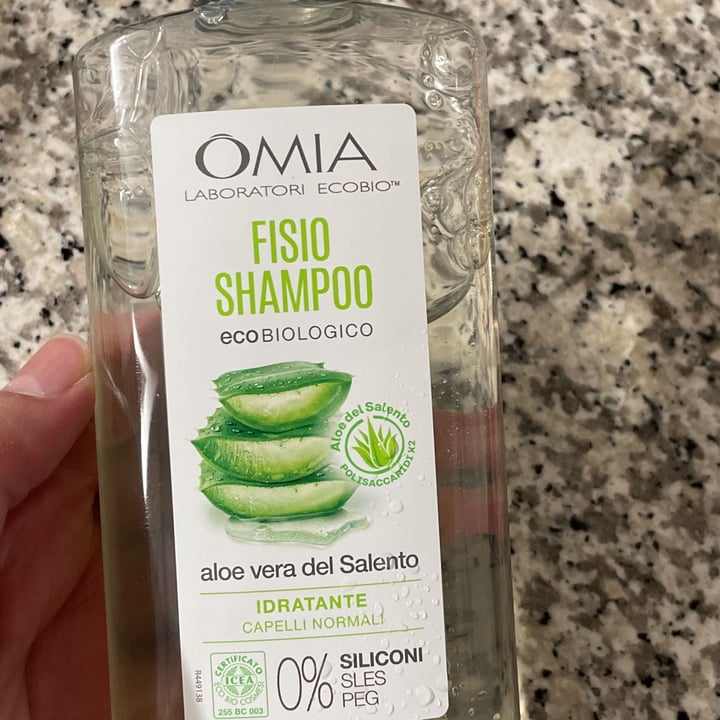 ÔMIA
LABORATORI ECOBIO™
FISIO
SHAMPOO
ecoBIOLOGICO
Aloe del Salento
POLISACCARIDI X2
aloe vera del Salento
IDRATANTE
CAPELLI NORMALI
CERTIFICATO
ICEA
ECO BIO COSMESI
255 BC 003
0% SILICONI
SLES
PEG
R449138